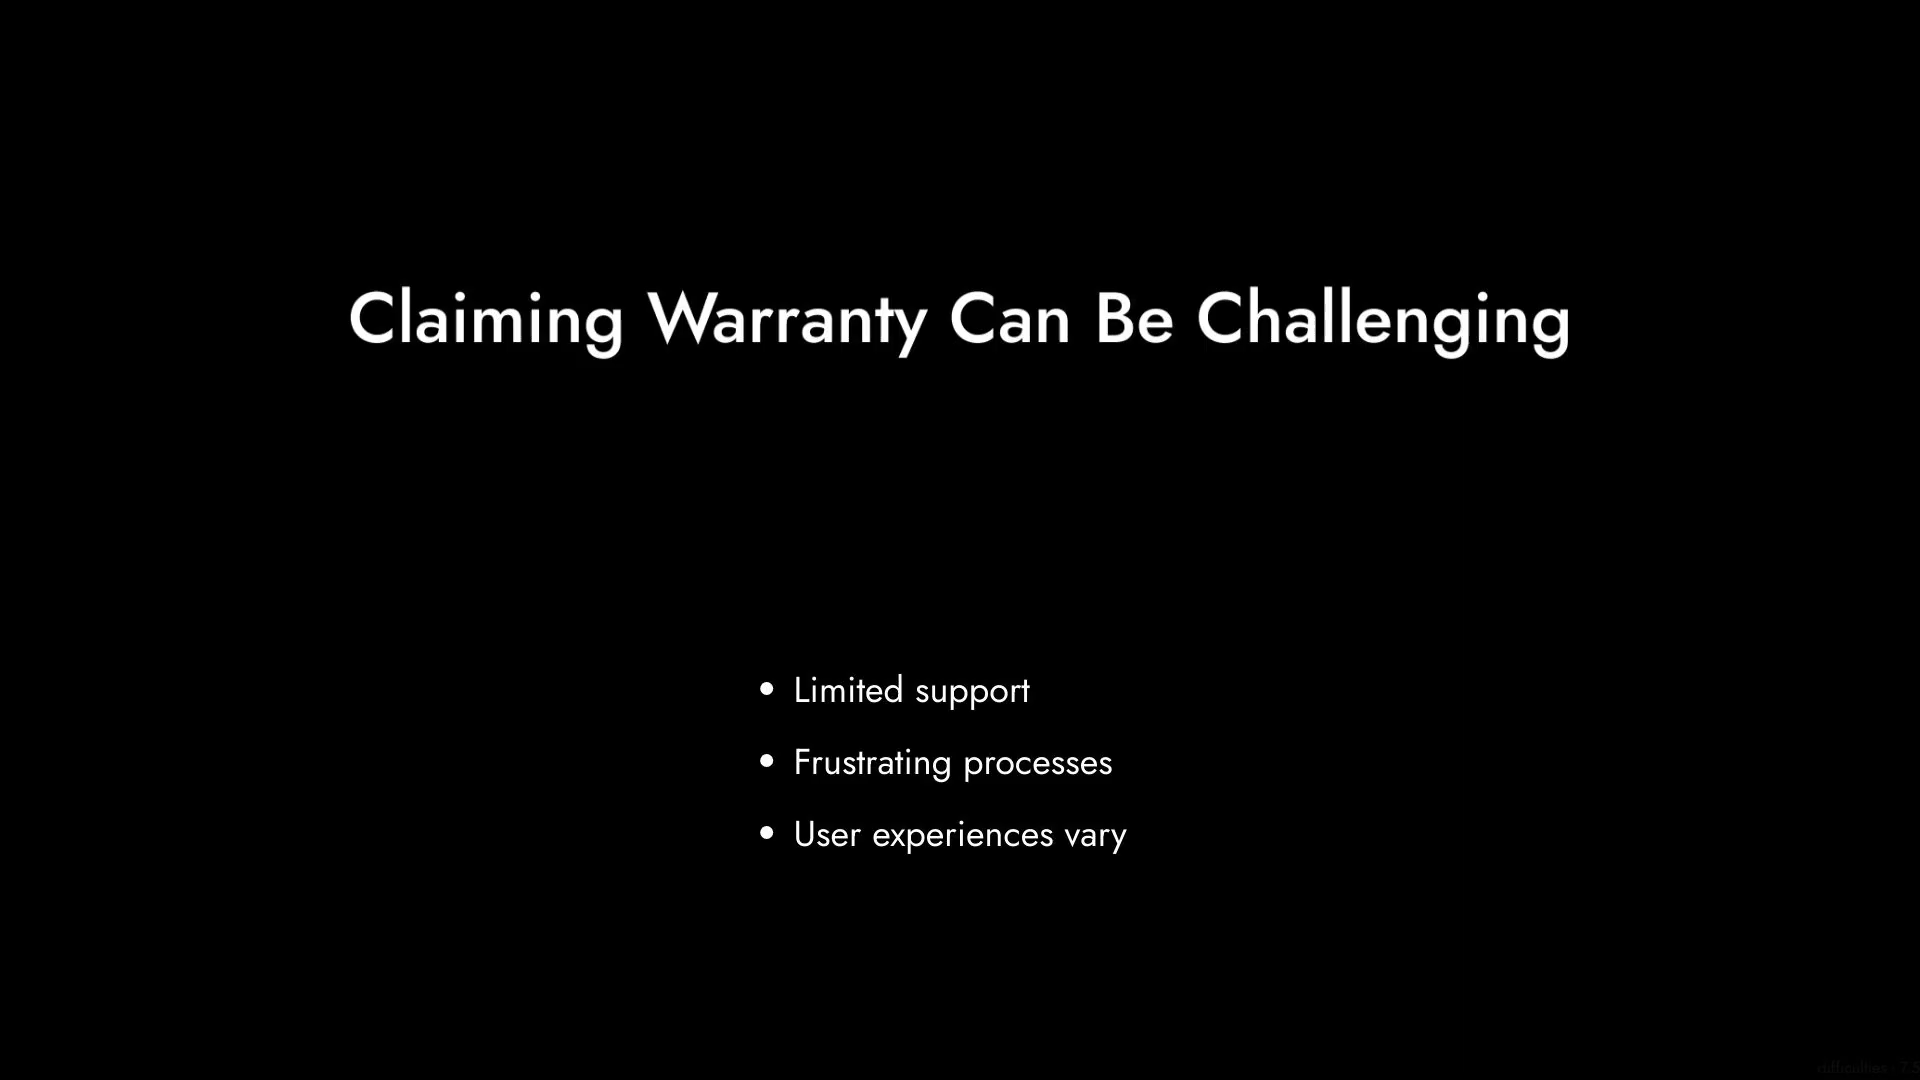 Claiming Warranty Can Be Challenging
• Limited support
• Frustrating processes
• User experiences vary